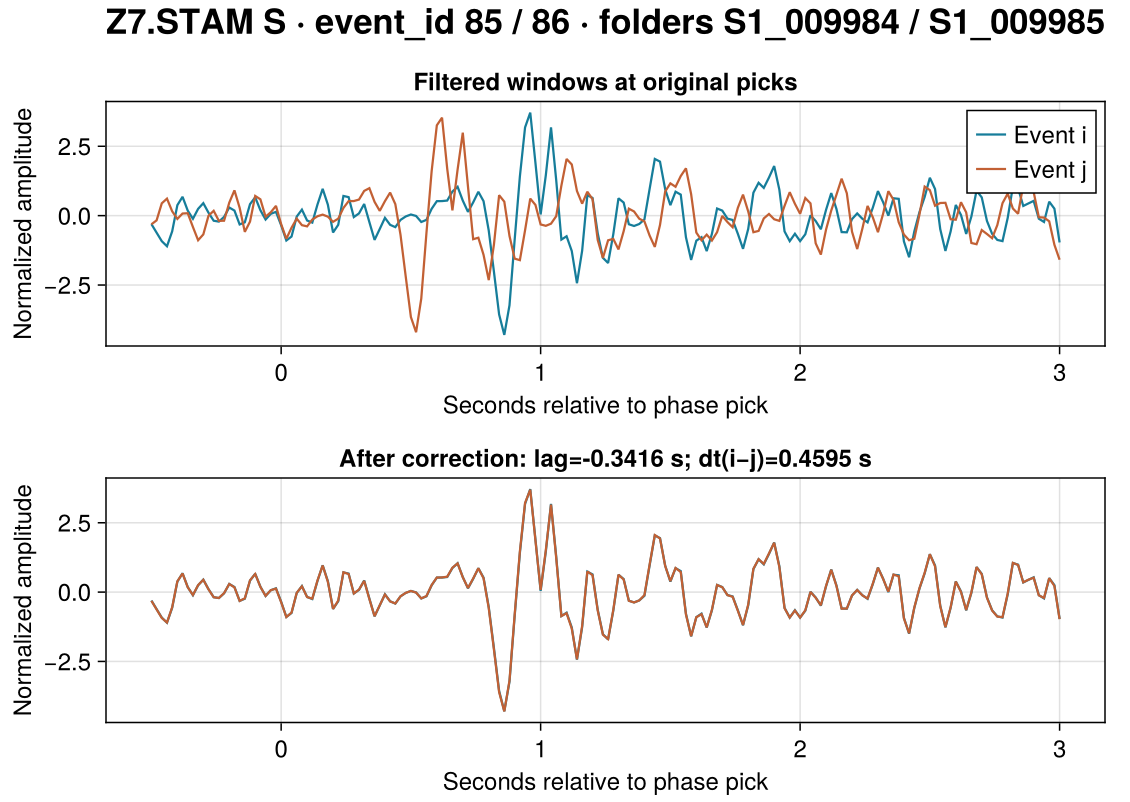 Z7.STAM S · event_id 85 / 86 · folders S1_009984 / S1_009985
Filtered windows at original picks
Normalized amplitude
2.5
0.0
−2.5
Event i
Event j
0 1 2 3
Seconds relative to phase pick
After correction: lag=-0.3416 s; dt(i−j)=0.4595 s
Normalized amplitude
2.5
0.0
−2.5
0 1 2 3
Seconds relative to phase pick